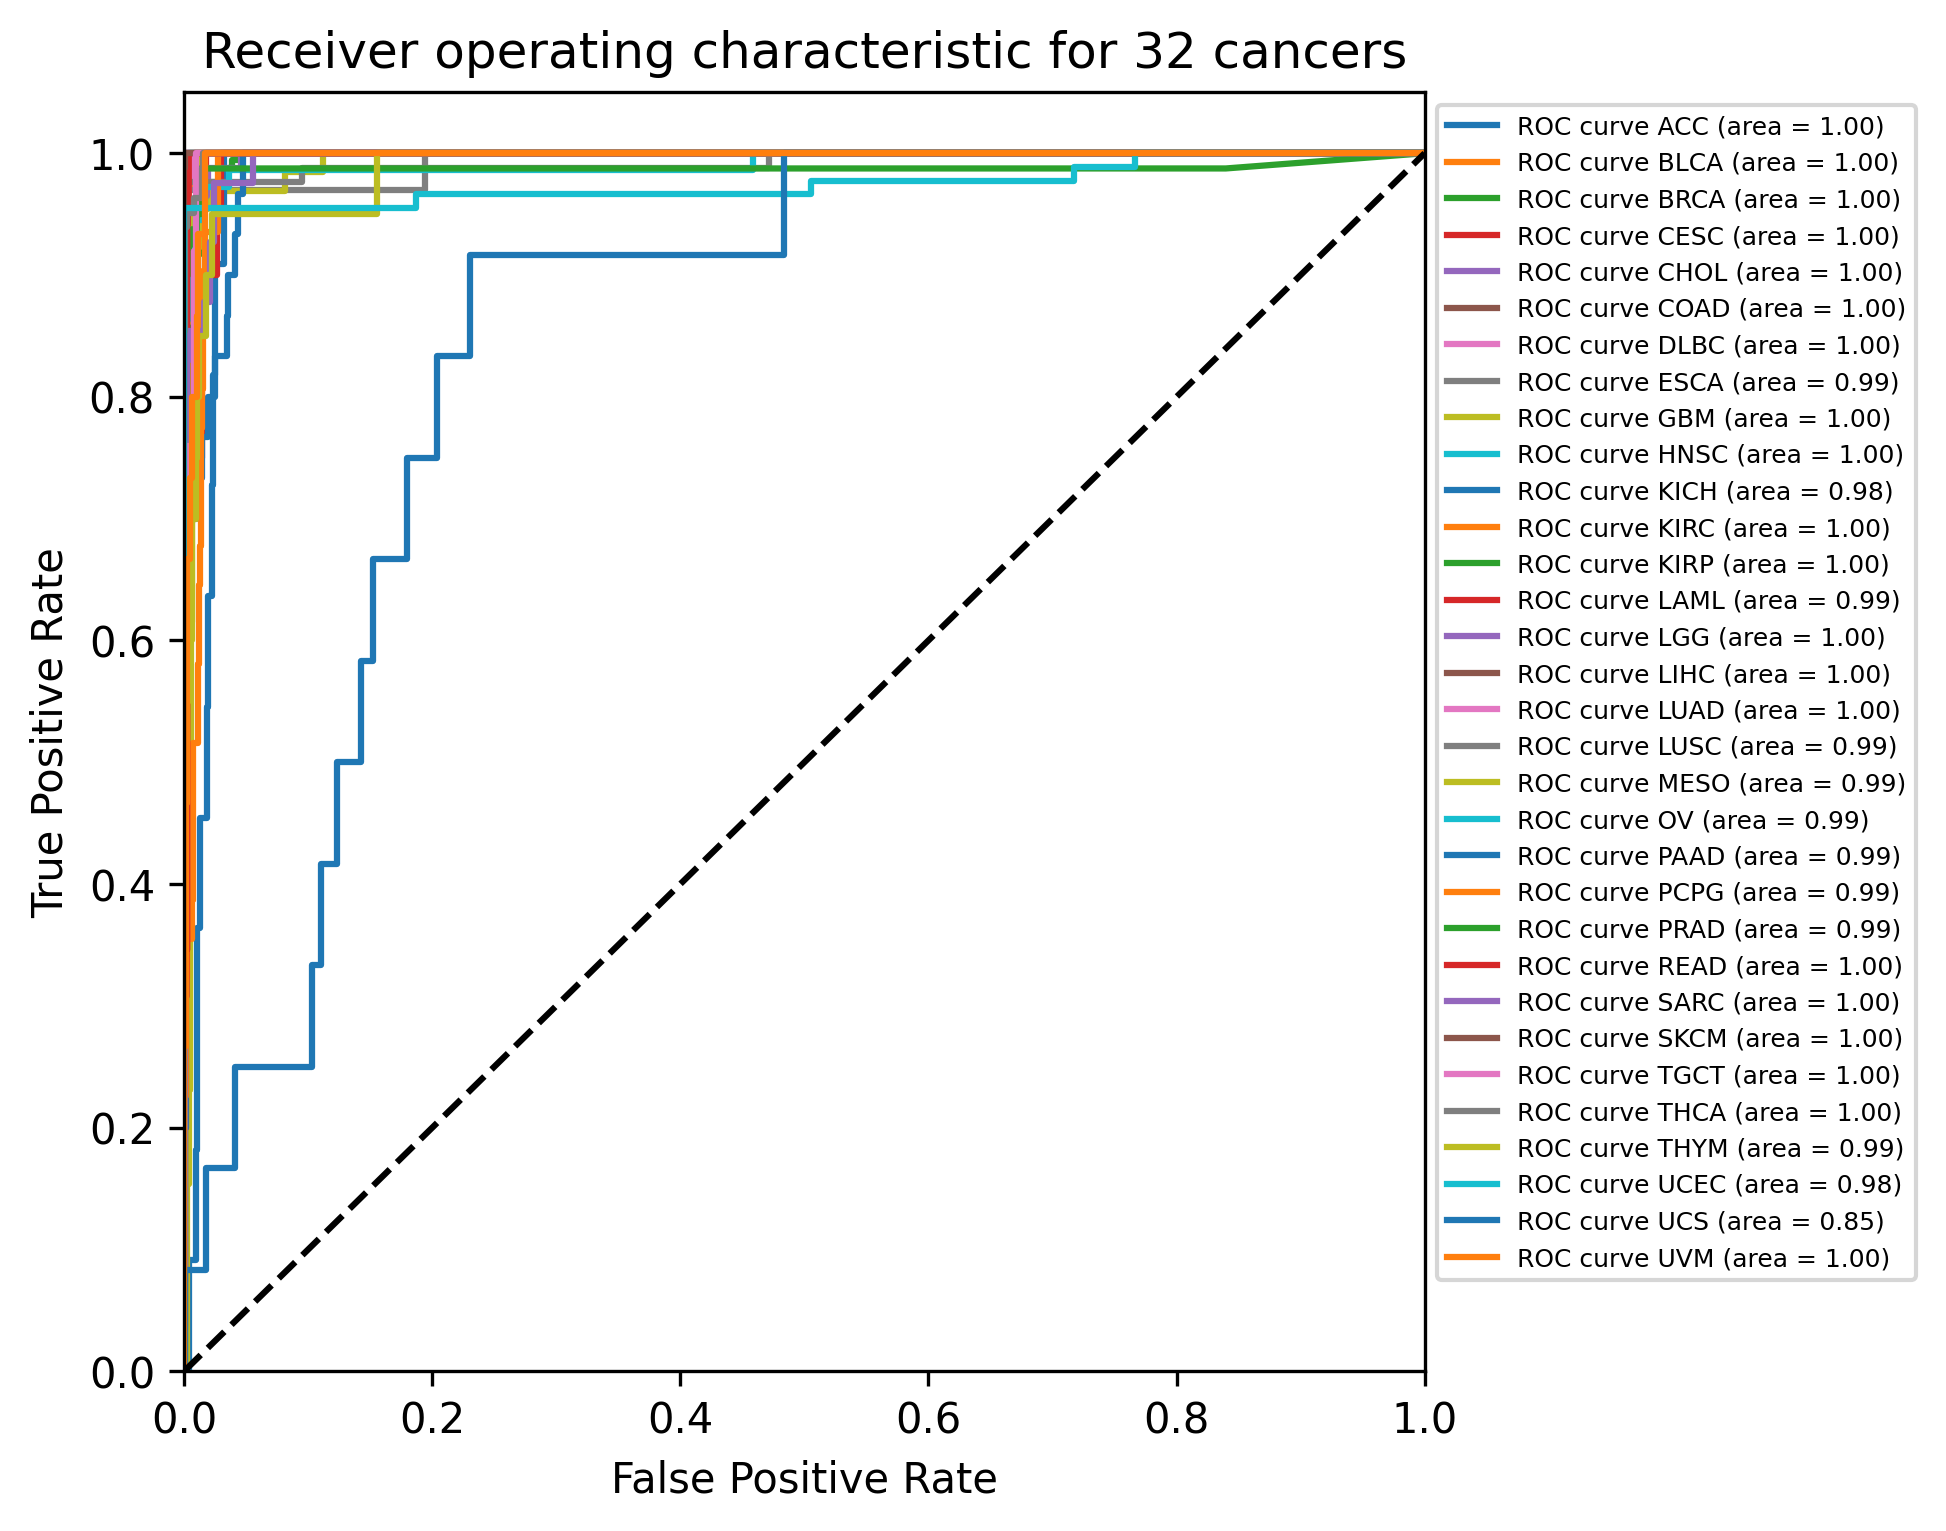 Receiver operating characteristic for 32 cancers
True Positive Rate
1.0
0.8
0.6
0.4
0.2
0.0
0.0 0.2 0.4 0.6 0.8 1.0
False Positive Rate
ROC curve ACC (area = 1.00)
ROC curve BLCA (area = 1.00)
ROC curve BRCA (area = 1.00)
ROC curve CESC (area = 1.00)
ROC curve CHOL (area = 1.00)
ROC curve COAD (area = 1.00)
ROC curve DLBC (area = 1.00)
ROC curve ESCA (area = 0.99)
ROC curve GBM (area = 1.00)
ROC curve HNSC (area = 1.00)
ROC curve KICH (area = 0.98)
ROC curve KIRC (area = 1.00)
ROC curve KIRP (area = 1.00)
ROC curve LAML (area = 0.99)
ROC curve LGG (area = 1.00)
ROC curve LIHC (area = 1.00)
ROC curve LUAD (area = 1.00)
ROC curve LUSC (area = 0.99)
ROC curve MESO (area = 0.99)
ROC curve OV (area = 0.99)
ROC curve PAAD (area = 0.99)
ROC curve PCPG (area = 0.99)
ROC curve PRAD (area = 0.99)
ROC curve READ (area = 1.00)
ROC curve SARC (area = 1.00)
ROC curve SKCM (area = 1.00)
ROC curve TGCT (area = 1.00)
ROC curve THCA (area = 1.00)
ROC curve THYM (area = 0.99)
ROC curve UCEC (area = 0.98)
ROC curve UCS (area = 0.85)
ROC curve UVM (area = 1.00)